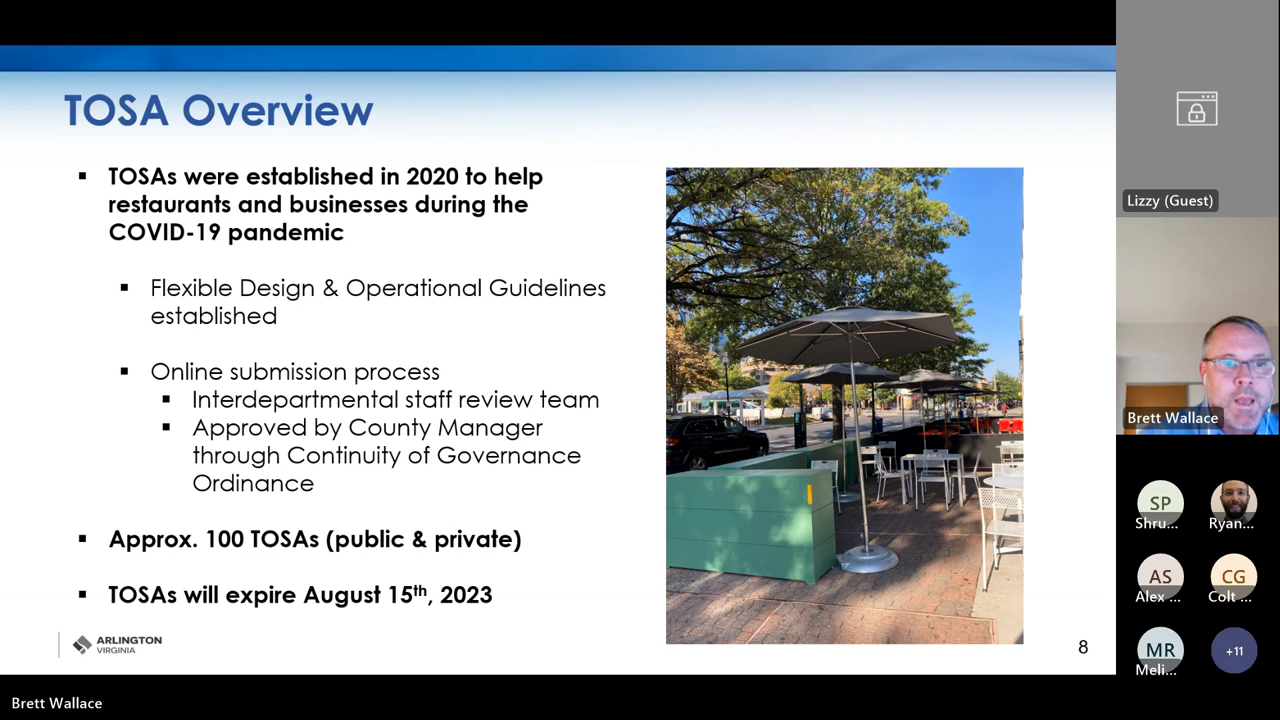 TOSA Overview
▪ TOSAs were established in 2020 to help
restaurants and businesses during the
COVID-19 pandemic
▪ Flexible Design & Operational Guidelines
established
▪ Online submission process
▪ Interdepartmental staff review team
▪ Approved by County Manager
through Continuity of Governance
Ordinance
▪ Approx. 100 TOSAs (public & private)
▪ TOSAs will expire August 15th, 2023
ARLINGTON
VIRGINIA
8
Lizzy (Guest)
Brett Wallace
SP
Shru...
Ryan...
AS
Alex ...
CG
Colt ...
MR
Meli...
+11
Brett Wallace